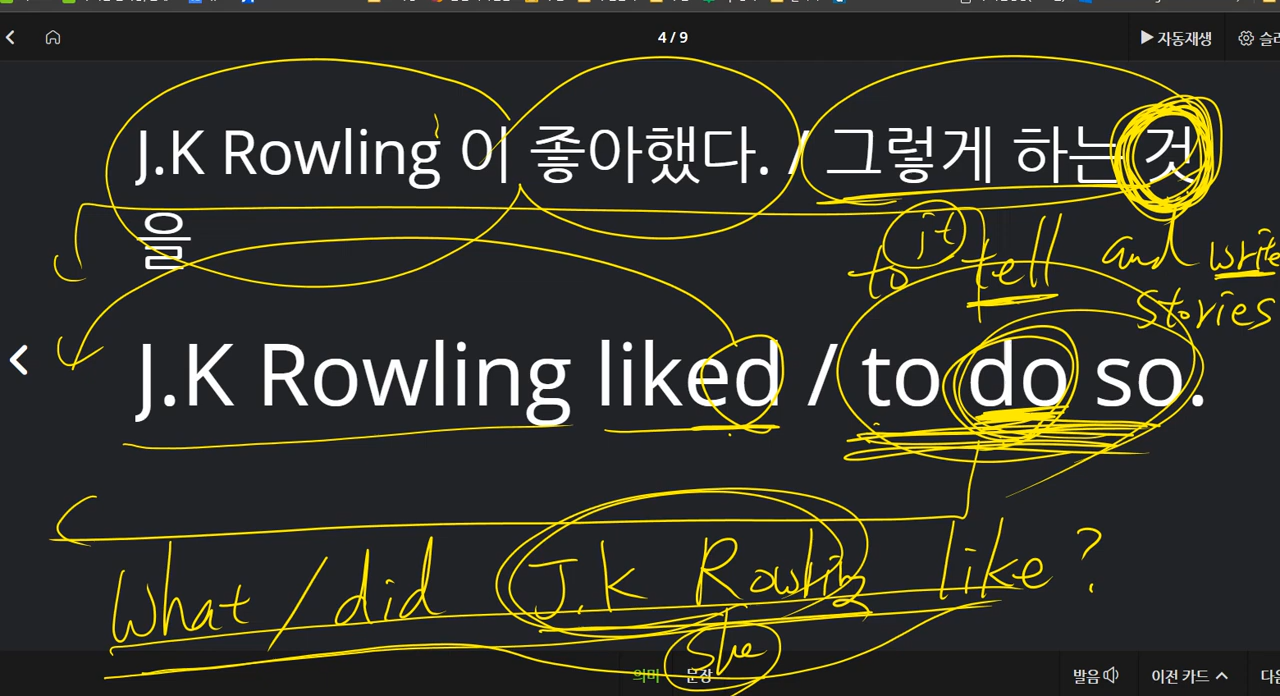 4 / 9
▶ 자동재생
J.K Rowling 이 좋아했다. / 그렇게 하는 것
을
to it tell and write
stories
J.K Rowling liked / to do so.
What / did J.K Rowling like?
she
의미 문장
발음 이전 카드